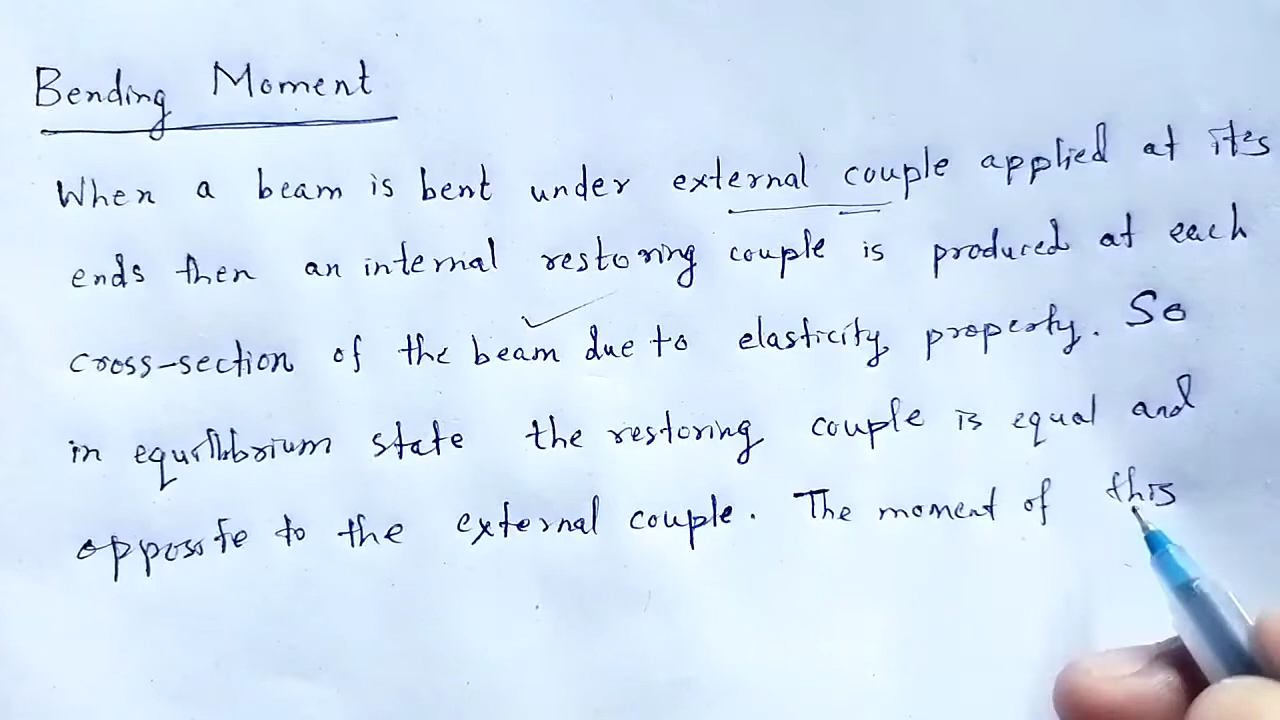 Bending Moment
When a beam is bent under external couple applied at its
ends then an internal restoring couple is produced at each
cross-section of the beam due to elasticity property. So
in equilibrium state the restoring couple is equal and
opposite to the external couple. The moment of this